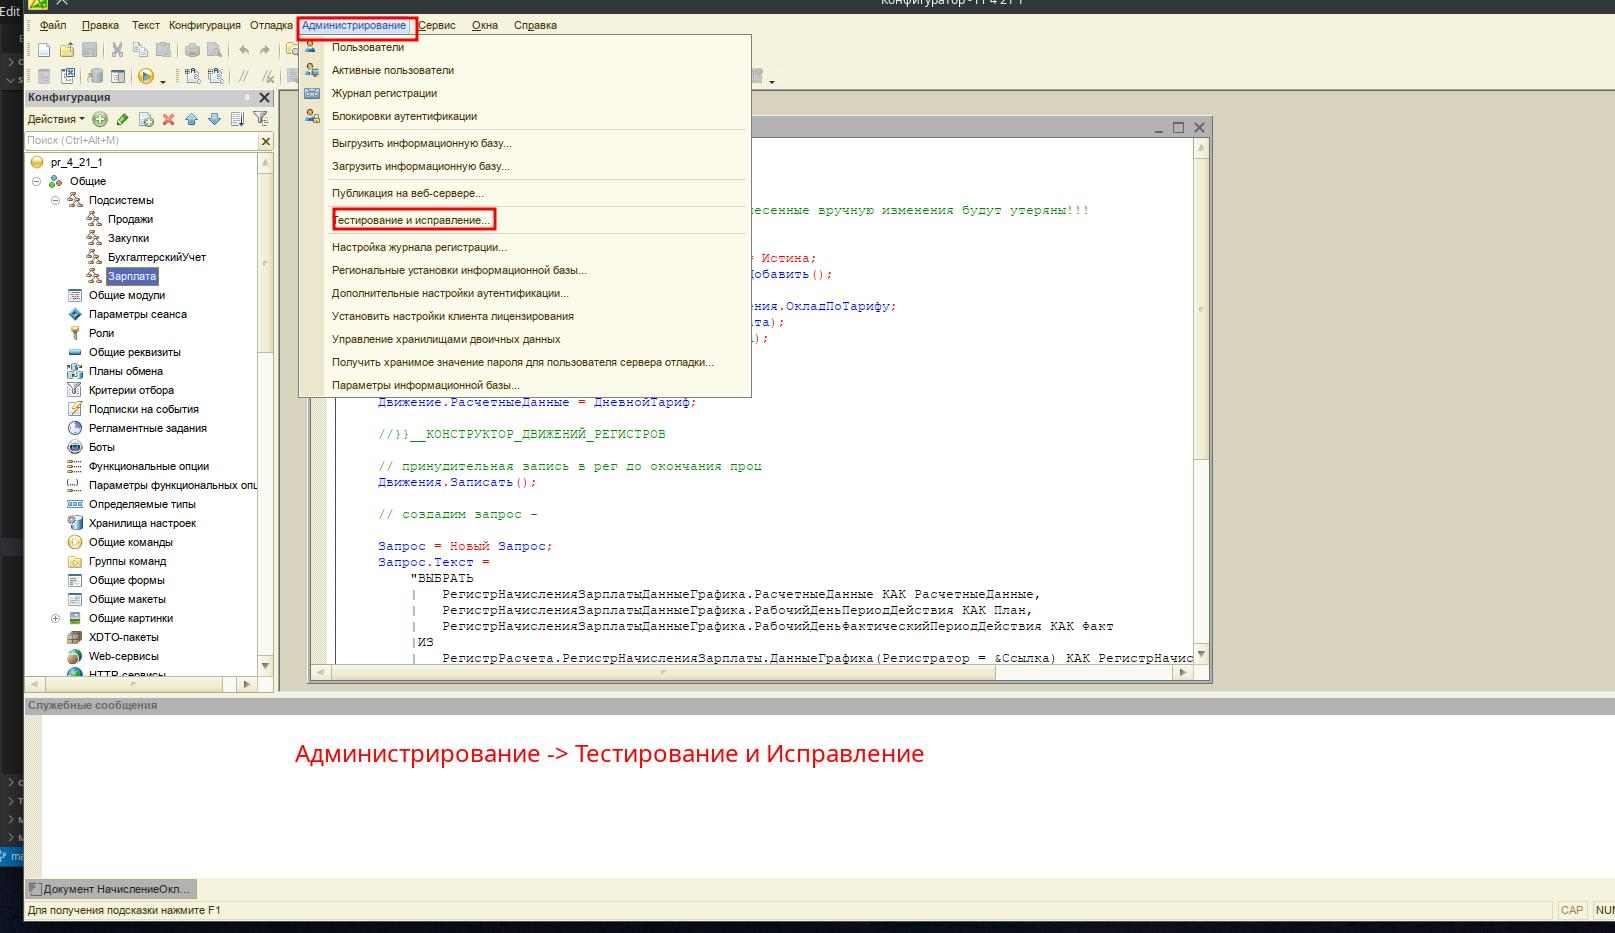 Edit
Конфигуратор - Pr 4 21 1
Файл Правка Текст Конфигурация Отладка Администрирование Сервис Окна Справка
Пользователи
Активные пользователи
Журнал регистрации
Блокировки аутентификации
Выгрузить информационную базу...
Загрузить информационную базу...
Публикация на веб-сервере...
Тестирование и исправление...
Настройка журнала регистрации...
Региональные установки информационной базы...
Дополнительные настройки аутентификации...
Установить настройки клиента лицензирования
Управление хранилищами двоичных данных
Получить хранимое значение пароля для пользователя сервера отладки...
Параметры информационной базы...
Конфигурация
Действия
Поиск (Ctrl+Alt+M)
pr_4_21_1
Общие
Подсистемы
Продажи
Закупки
БухгалтерскийУчет
Зарплата
Общие модули
Параметры сеанса
Роли
Общие реквизиты
Планы обмена
Критерии отбора
Подписки на события
Регламентные задания
Боты
Функциональные опции
Параметры функциональных опц
Определяемые типы
Хранилища настроек
Общие команды
Группы команд
Общие формы
Общие макеты
Общие картинки
XDTO-пакеты
Web-сервисы
HTTP-сервисы
есенные вручную изменения будут утеряны!!!
= Истина;
Добавить();
ния.ОкладПоТарифу;
та);
);
Движение.РасчетныеДанные = ДневнойТариф;
//}}__КОНСТРУКТОР_ДВИЖЕНИЙ_РЕГИСТРОВ
// принудительная запись в рег до окончания проц
Движения.Записать();
// создадим запрос -
Запрос = Новый Запрос;
Запрос.Текст =
"ВЫБРАТЬ
| РегистрНачисленияЗарплатыДанныеГрафика.РасчетныеДанные КАК РасчетныеДанные,
| РегистрНачисленияЗарплатыДанныеГрафика.РабочийДеньПериодДействия КАК План,
| РегистрНачисленияЗарплатыДанныеГрафика.РабочийДеньФактическийПериодДействия КАК Факт
|ИЗ
| РегистрРасчета.РегистрНачисленияЗарплаты.ДанныеГрафика(Регистратор = &Ссылка) КАК РегистрНачис
Служебные сообщения
Администрирование -> Тестирование и Исправление
Документ НачислениеОкл...
Для получения подсказки нажмите F1
CAP NUM